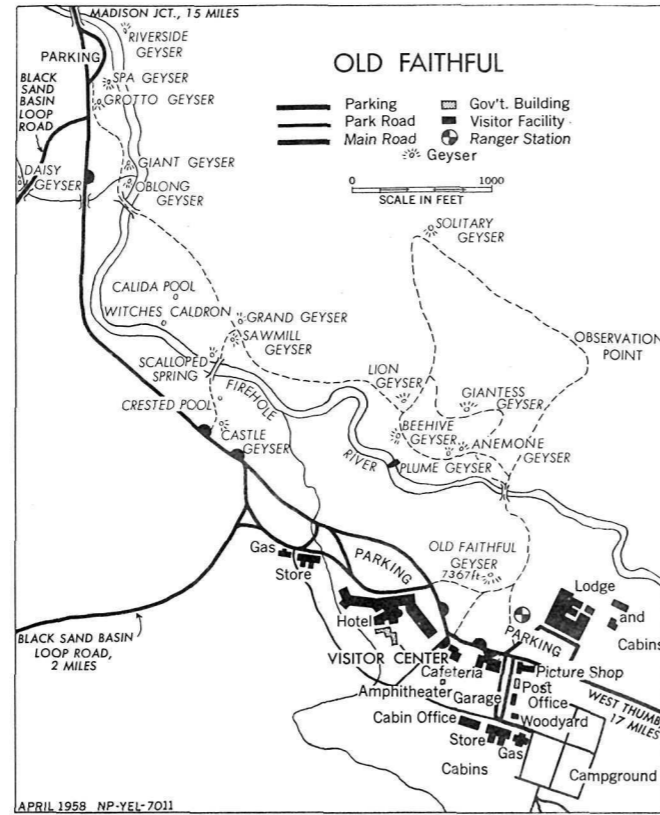 MADISON JCT., 15 MILES
RIVERSIDE
GEYSER
PARKING
BLACK
SAND
BASIN
LOOP
ROAD
SPA GEYSER
GROTTO GEYSER
DAISY
GEYSER
GIANT GEYSER
OBLONG
GEYSER
OLD FAITHFUL
Parking
Park Road
Main Road
Gov't. Building
Visitor Facility
Ranger Station
Geyser
0 1000
SCALE IN FEET
SOLITARY
GEYSER
CALIDA POOL
WITCHES CALDRON
GRAND GEYSER
SAWMILL
GEYSER
OBSERVATION
POINT
SCALLOPED
SPRING
FIREHOLE
RIVER
LION
GEYSER
GIANTESS
GEYSER
CRESTED POOL
CASTLE
GEYSER
BEEHIVE
GEYSER
ANEMONE
GEYSER
PLUME GEYSER
Gas
Store
PARKING
OLD FAITHFUL
GEYSER
7367ft
Lodge
and
Cabins
Hotel
PARKING
BLACK SAND BASIN
LOOP ROAD,
2 MILES
VISITOR CENTER
Cafeteria
Picture Shop
Amphitheater
Garage
Post
Office
WEST THUMB
17 MILES
Cabin Office
Woodyard
Store
Gas
Cabins
Campground
APRIL 1958 NP-YEL-7011